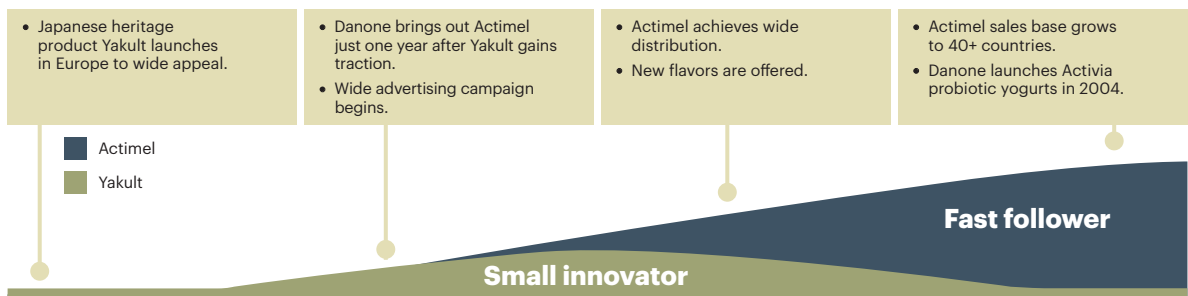 • Japanese heritage
product Yakult launches
in Europe to wide appeal.
• Danone brings out Actimel
just one year after Yakult gains
traction.
• Wide advertising campaign
begins.
• Actimel achieves wide
distribution.
• New flavors are offered.
• Actimel sales base grows
to 40+ countries.
• Danone launches Activia
probiotic yogurts in 2004.
Actimel
Yakult
Fast follower
Small innovator